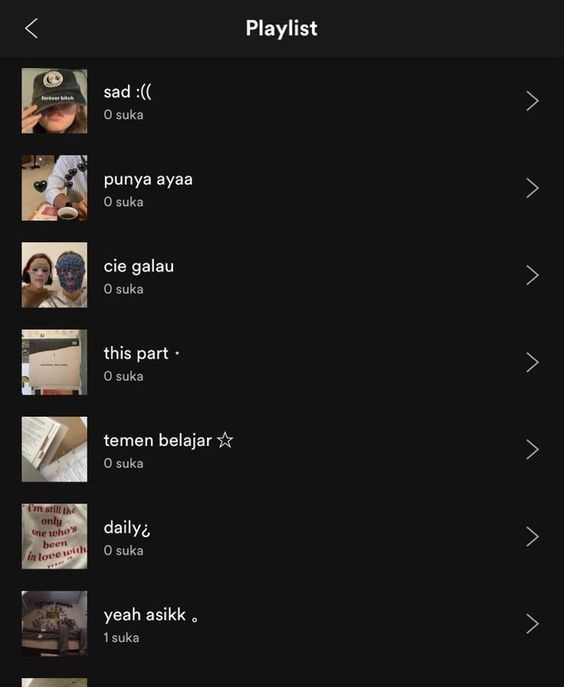 Playlist
forever bitch
sad :((
0 suka
punya ayaa
0 suka
cie galau
0 suka
this part ⋆
0 suka
temen belajar ☆
0 suka
I'm still the
only
one who's
been
in love with
daily¿
0 suka
yeah asikk 。
1 suka